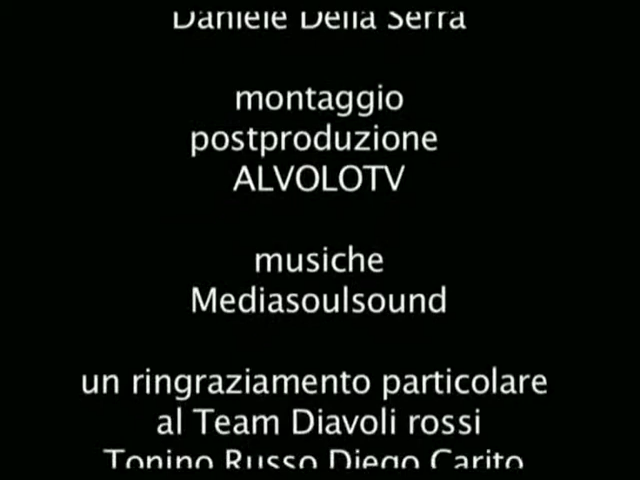 Daniele Della Serra
montaggio
postproduzione
ALVOLOTV
musiche
Mediasoulsound
un ringraziamento particolare
al Team Diavoli rossi
Tonino Russo Diego Carito